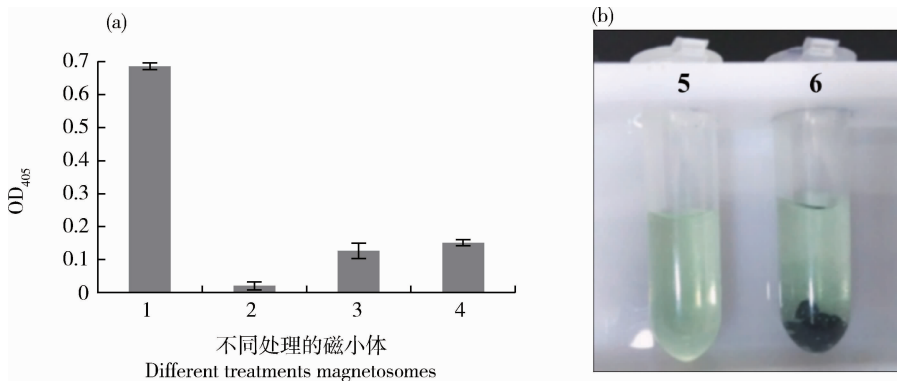 (a)
OD405
0.7
0.6
0.5
0.4
0.3
0.2
0.1
0
1 2 3 4
不同处理的磁小体
Different treatments magnetosomes
(b)
5 6